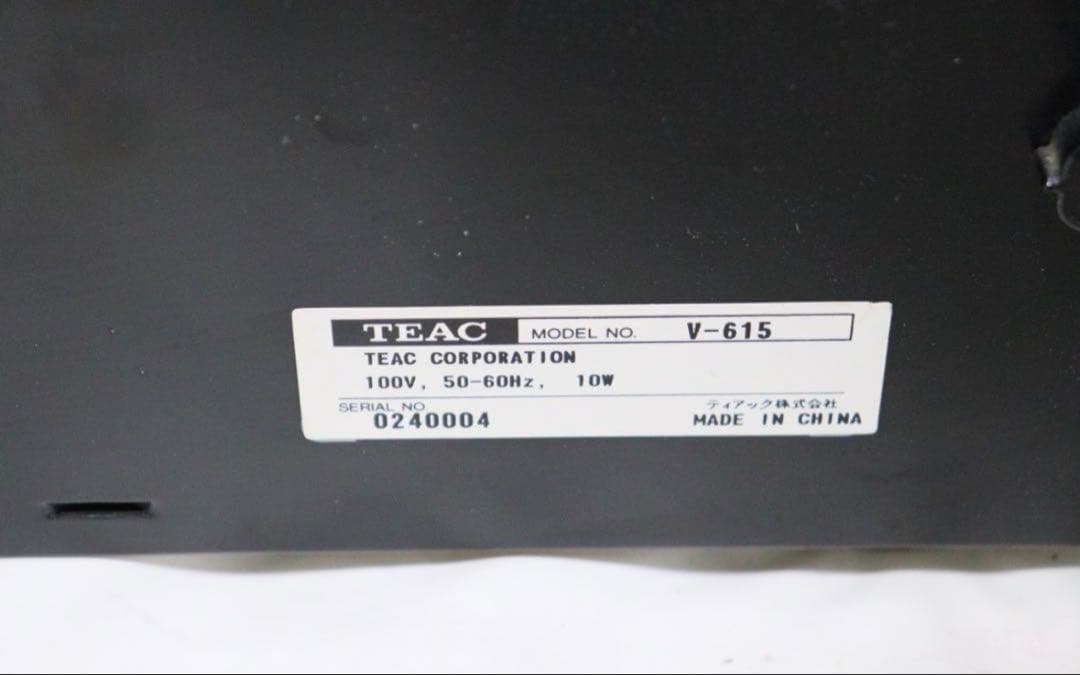 TEAC MODEL NO. V-615
TEAC CORPORATION
100V, 50-60Hz, 10W
SERIAL NO
0240004
ティアック株式会社
MADE IN CHINA